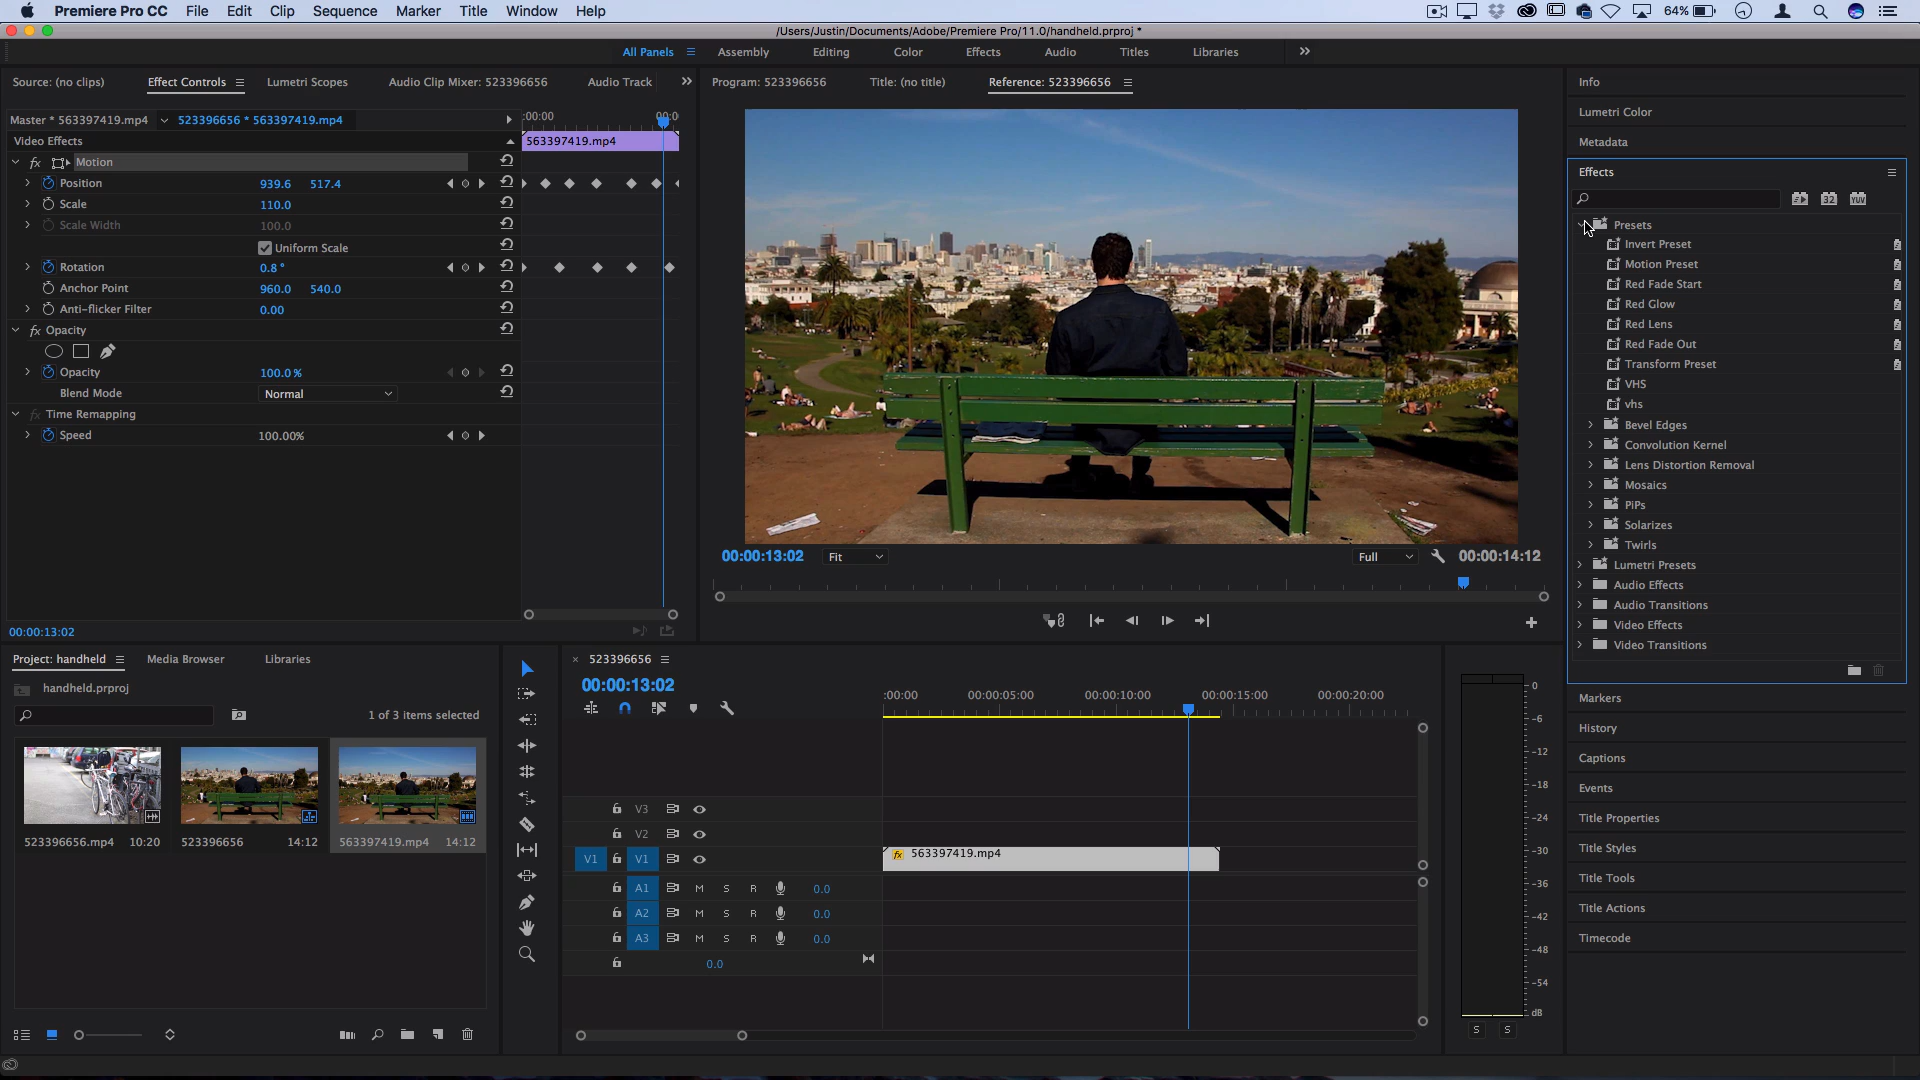 Premiere Pro CC File Edit Clip Sequence Marker Title Window Help 64%
/Users/Justin/Documents/Adobe/Premiere Pro/11.0/handheld.prproj *
All Panels Assembly Editing Color Effects Audio Titles Libraries
Source: (no clips) Effect Controls Lumetri Scopes Audio Clip Mixer: 523396656 Audio Track
Master * 563397419.mp4 523396656 * 563397419.mp4
:00:00 00:0
Video Effects
563397419.mp4
fx Motion
Position 939.6 517.4
Scale 110.0
Scale Width 100.0
Uniform Scale
Rotation 0.8 °
Anchor Point 960.0 540.0
Anti-flicker Filter 0.00
fx Opacity
Opacity 100.0 %
Blend Mode Normal
fx Time Remapping
Speed 100.00%
00:00:13:02
Program: 523396656 Title: (no title) Reference: 523396656
00:00:13:02 Fit Full 00:00:14:12
Info
Lumetri Color
Metadata
Effects
32 YUV
Presets
Invert Preset
Motion Preset
Red Fade Start
Red Glow
Red Lens
Red Fade Out
Transform Preset
VHS
vhs
Bevel Edges
Convolution Kernel
Lens Distortion Removal
Mosaics
PiPs
Solarizes
Twirls
Lumetri Presets
Audio Effects
Audio Transitions
Video Effects
Video Transitions
Markers
History
Captions
Events
Title Properties
Title Styles
Title Tools
Title Actions
Timecode
Project: handheld Media Browser Libraries
handheld.prproj
1 of 3 items selected
523396656.mp4 10:20 523396656 14:12 563397419.mp4 14:12
× 523396656
00:00:13:02
:00:00 00:00:05:00 00:00:10:00 00:00:15:00 00:00:20:00
V3
V2
V1 V1 fx 563397419.mp4
A1 M S R 0.0
A2 M S R 0.0
A3 M S R 0.0
0.0
0
-6
-12
-18
-24
-30
-36
-42
-48
-54
dB
S S